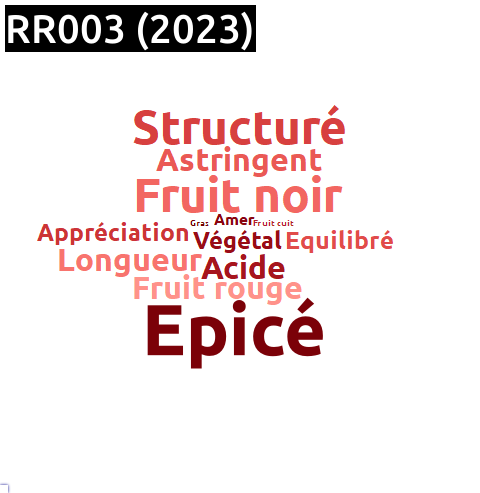 RR003 (2023)
Structuré
Astringent
Fruit noir
Gras Amer Fruit cuit
Appréciation Végétal Equilibré
Longueur Acide
Fruit rouge
Epicé